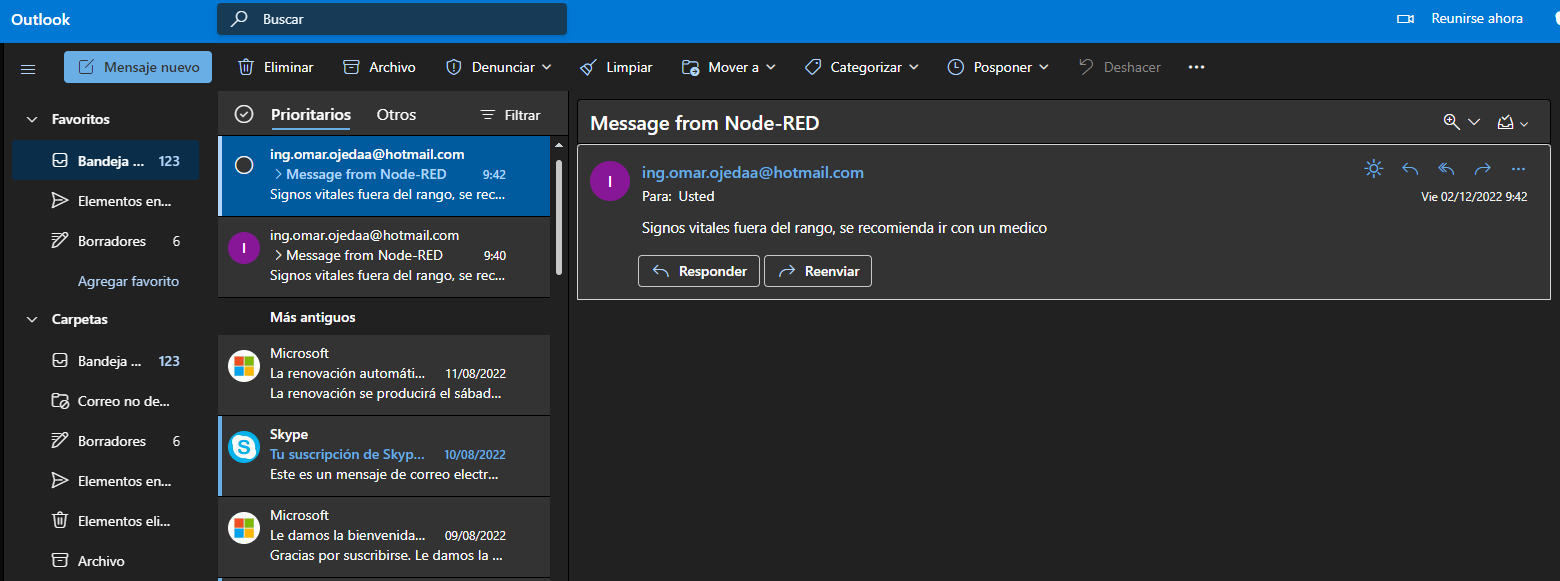 Outlook
Buscar
Reunirse ahora
Mensaje nuevo
Eliminar
Archivo
Denunciar
Limpiar
Mover a
Categorizar
Posponer
Deshacer
Favoritos
Bandeja ... 123
Elementos en...
Borradores 6
Agregar favorito
Carpetas
Bandeja ... 123
Correo no de...
Borradores 6
Elementos en...
Elementos eli...
Archivo
Prioritarios
Otros
Filtrar
ing.omar.ojedaa@hotmail.com
Message from Node-RED 9:42
Signos vitales fuera del rango, se rec...
I
ing.omar.ojedaa@hotmail.com
Message from Node-RED 9:40
Signos vitales fuera del rango, se rec...
Más antiguos
Microsoft
La renovación automáti... 11/08/2022
La renovación se producirá el sábad...
S
Skype
Tu suscripción de Skyp... 10/08/2022
Este es un mensaje de correo electr...
Microsoft
Le damos la bienvenida... 09/08/2022
Gracias por suscribirse. Le damos la ...
Message from Node-RED
I
ing.omar.ojedaa@hotmail.com
Para: Usted
Vie 02/12/2022 9:42
Signos vitales fuera del rango, se recomienda ir con un medico
Responder
Reenviar